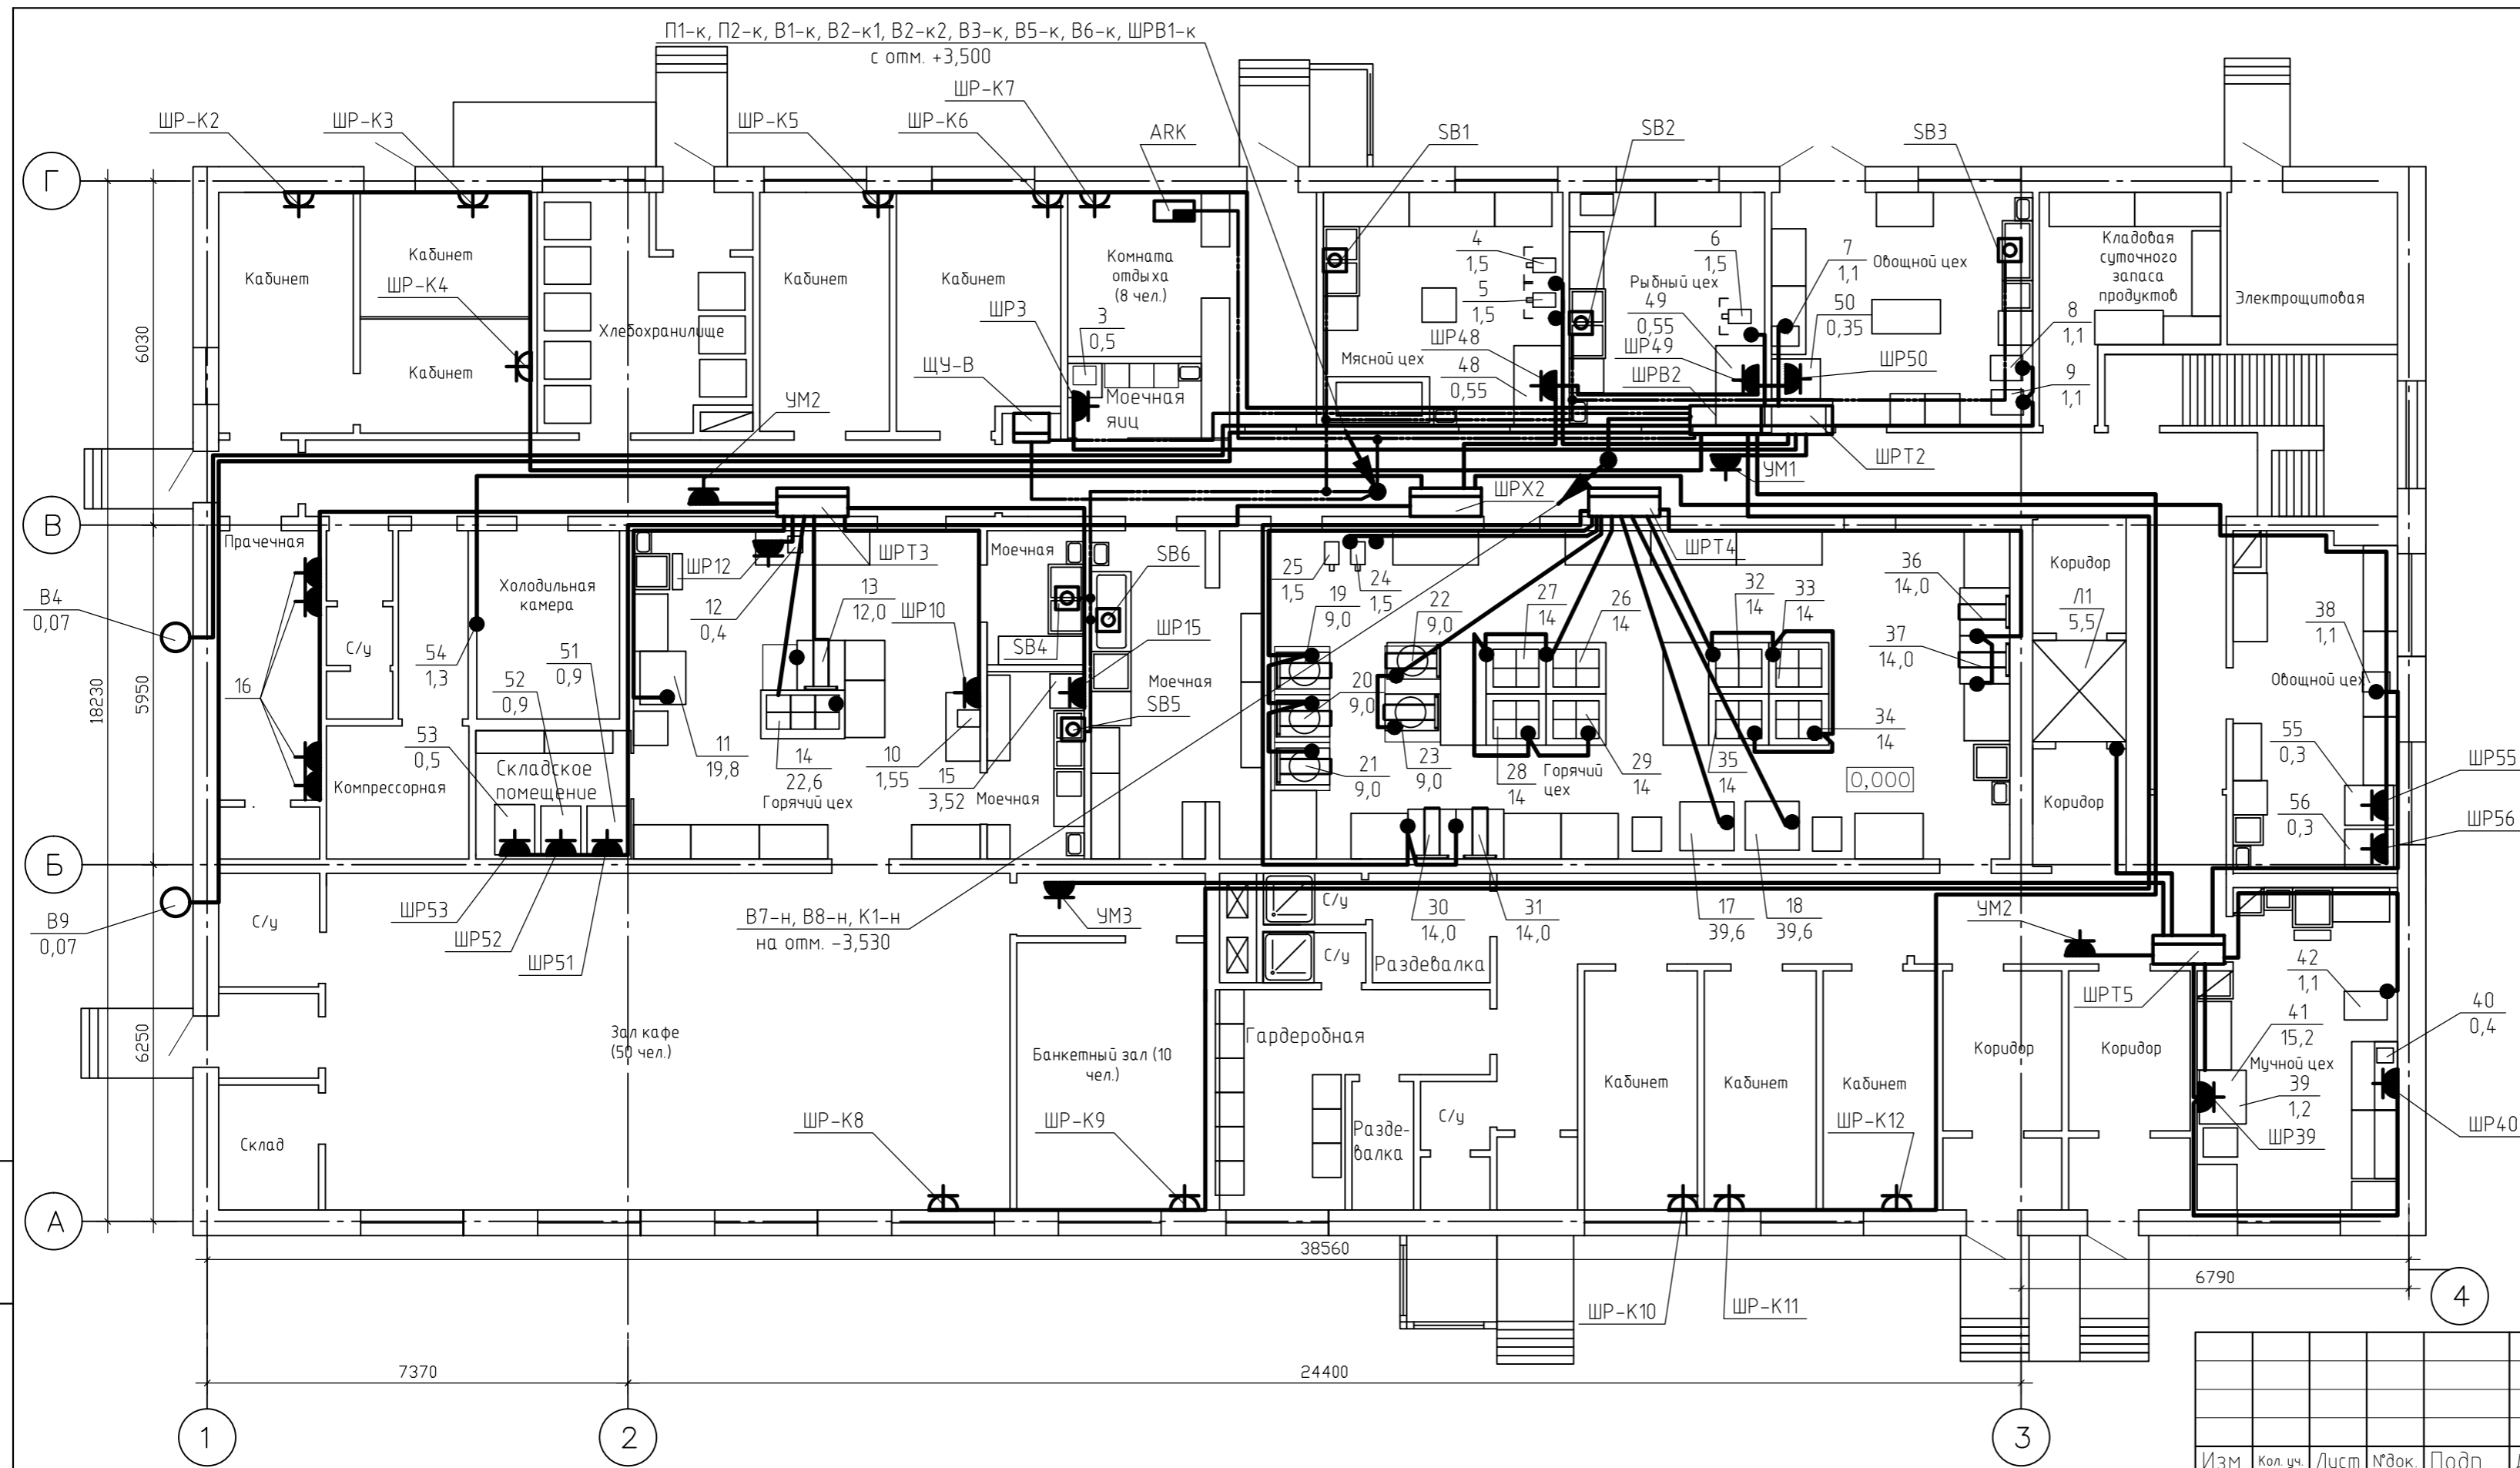 П1-к, П2-к, В1-к, В2-к1, В2-к2, В3-к, В5-к, В6-к, ШРВ1-к
с отм. +3,500
ШР-К2
ШР-К3
ШР-К5
ШР-К6
ШР-К7
ARK
SB1
SB2
SB3
Г
Кабинет
Кабинет
ШР-К4
Кабинет
Хлебохранилище
Кабинет
Кабинет
ШР3
ЩУ-В
УМ2
Комната
отдыха
(8 чел.)
3
0,5
Моечная
яиц
4
1,5
5
1,5
Мясной цех
ШР48
48
0,55
6
1,5
Рыбный цех
49
0,55
ШР49
ШРВ2
7
1,1
Овощной цех
50
0,35
ШР50
8
1,1
9
1,1
Кладовая
суточного
запаса
продуктов
Электрощитовая
УМ1
ШРТ2
ШРХ2
6030
18230
5950
6250
В
В4
0,07
В9
0,07
Прачечная
16
С/у
Компрессорная
Холодильная
камера
54
1,3
53
0,5
52
0,9
51
0,9
Складское
помещение
ШР53
ШР52
ШР51
ШР12
12
0,4
ШРТ3
13
12,0
ШР10
11
19,8
14
22,6
Горячий цех
10
1,55
15
3,52
Моечная
SB4
SB6
ШР15
Моечная
SB5
Моечная
25
1,5
24
1,5
19
9,0
22
9,0
20
9,0
21
9,0
23
9,0
27
14
26
14
28
14
29
14
Горячий
цех
ШРТ4
32
14
33
14
34
14
35
14
36
14,0
37
14,0
0,000
Коридор
Л1
5,5
Коридор
38
1,1
Овощной цех
55
0,3
56
0,3
ШР55
ШР56
Б
В7-н, В8-н, К1-н
на отм. -3,530
УМ3
С/у
С/у
С/у
30
14,0
31
14,0
17
39,6
18
39,6
Раздевалка
УМ2
ШРТ5
42
1,1
40
0,4
41
15,2
Мучной цех
39
1,2
ШР39
ШР40
Зал кафе
(50 чел.)
Банкетный зал (10
чел.)
Гардеробная
Разде-
валка
С/у
Кабинет
Кабинет
Кабинет
Коридор
Коридор
Склад
ШР-К8
ШР-К9
ШР-К12
А
38560
6790
ШР-К10
ШР-К11
4
7370
24400
1
2
3
Изм
Кол. уч.
Лист
№док.
Подп